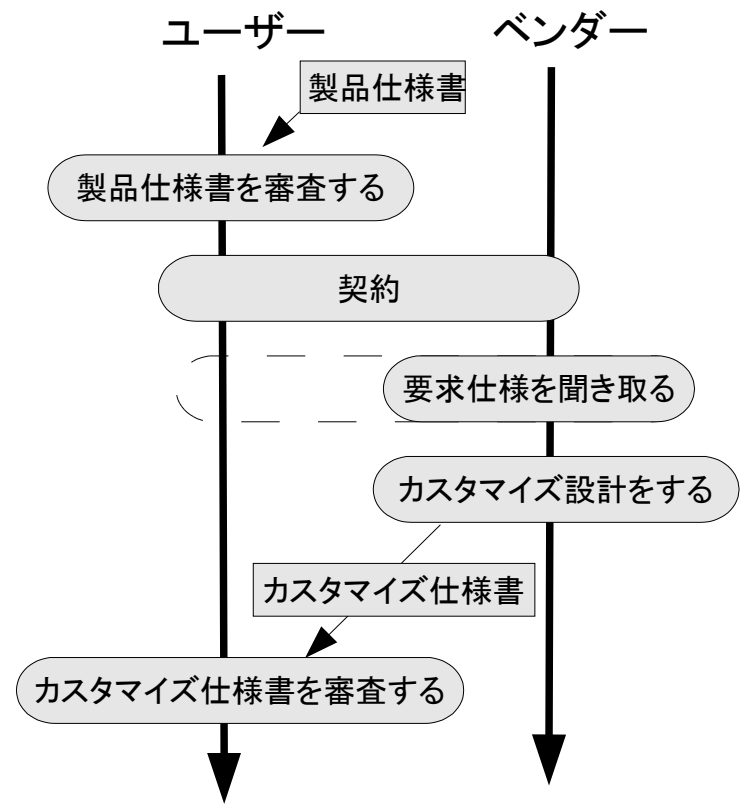 ユーザー
ベンダー
製品仕様書
製品仕様書を審査する
契約
要求仕様を聞き取る
カスタマイズ設計をする
カスタマイズ仕様書
カスタマイズ仕様書を審査する